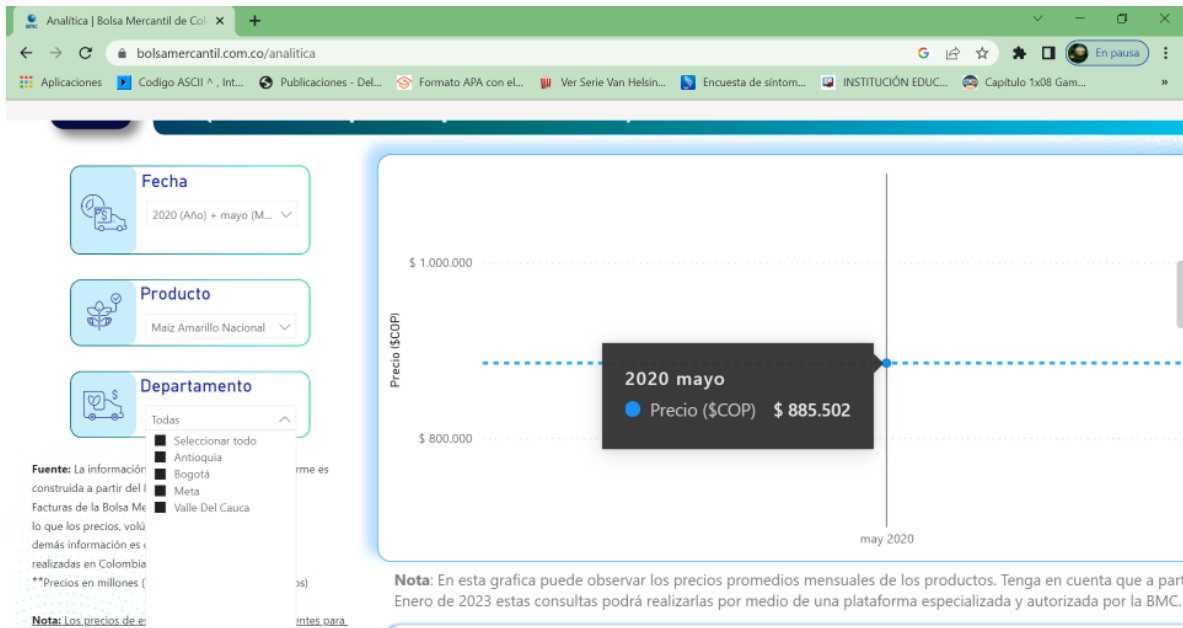 Analítica | Bolsa Mercantil de Col
bolsamercantil.com.co/analitica
En pausa
Aplicaciones
Codigo ASCII ^ , Int...
Publicaciones - Del...
Formato APA con el...
Ver Serie Van Helsin...
Encuesta de síntom...
INSTITUCIÓN EDUC...
Capítulo 1x08 Gam...
»
Fecha
2020 (Año) + mayo (M...
Producto
Maíz Amarillo Nacional
Departamento
Todas
Seleccionar todo
Antioquia
Bogotá
Meta
Valle Del Cauca
Fuente: La información
rme es
construida a partir del
Facturas de la Bolsa Me
lo que los precios, volú
demás información es
realizadas en Colombia
**Precios en millones (
os)
Nota: Los precios de es
entes para
Precio ($COP)
$ 1.000.000
$ 800.000
2020 mayo
Precio ($COP) $ 885.502
may 2020
Nota: En esta grafica puede observar los precios promedios mensuales de los productos. Tenga en cuenta que a part
Enero de 2023 estas consultas podrá realizarlas por medio de una plataforma especializada y autorizada por la BMC.